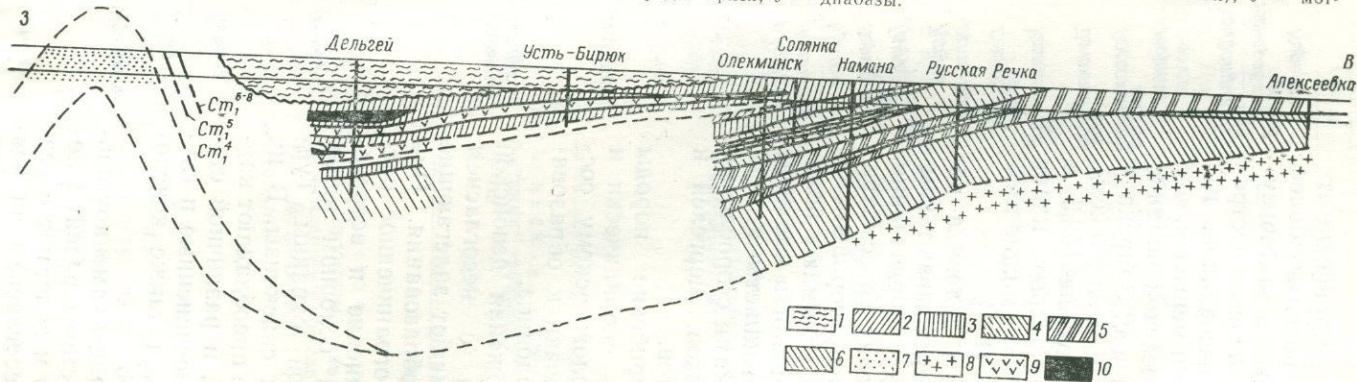 диабазы.
З
В
Дельгей
Усть-Бирюк
Солянка
Олекминск
Намана
Русская Речка
Алексеевка
Cm₁⁶⁻⁸
Cm₁⁵
Cm₁⁴
1 2 3 4 5
6 7 8 9 10